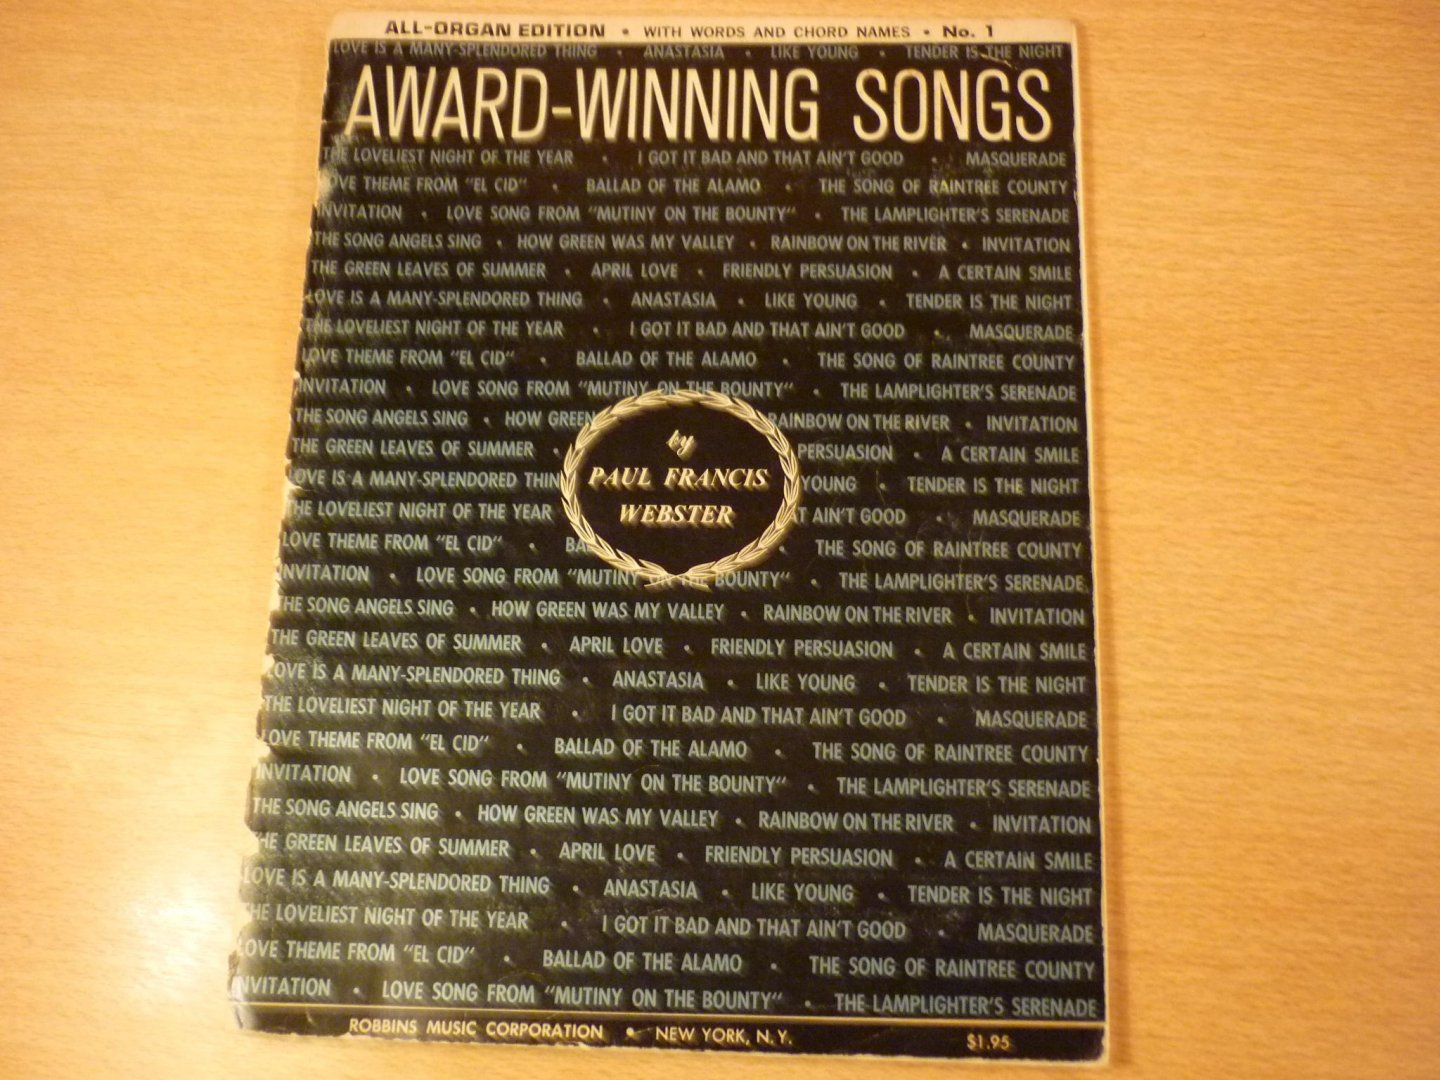 ALL-ORGAN EDITION • WITH WORDS AND CHORD NAMES • No. 1
LOVE IS A MANY-SPLENDORED THING • ANASTASIA • LIKE YOUNG • TENDER IS THE NIGHT
AWARD-WINNING SONGS
THE LOVELIEST NIGHT OF THE YEAR • I GOT IT BAD AND THAT AIN'T GOOD • MASQUERADE
LOVE THEME FROM "EL CID" • BALLAD OF THE ALAMO • THE SONG OF RAINTREE COUNTY
INVITATION • LOVE SONG FROM "MUTINY ON THE BOUNTY" • THE LAMPLIGHTER'S SERENADE
THE SONG ANGELS SING • HOW GREEN WAS MY VALLEY • RAINBOW ON THE RIVER • INVITATION
THE GREEN LEAVES OF SUMMER • APRIL LOVE • FRIENDLY PERSUASION • A CERTAIN SMILE
LOVE IS A MANY-SPLENDORED THING • ANASTASIA • LIKE YOUNG • TENDER IS THE NIGHT
THE LOVELIEST NIGHT OF THE YEAR • I GOT IT BAD AND THAT AIN'T GOOD • MASQUERADE
LOVE THEME FROM "EL CID" • BALLAD OF THE ALAMO • THE SONG OF RAINTREE COUNTY
INVITATION • LOVE SONG FROM "MUTINY ON THE BOUNTY" • THE LAMPLIGHTER'S SERENADE
THE SONG ANGELS SING • HOW GREEN RAINBOW ON THE RIVER • INVITATION
THE GREEN LEAVES OF SUMMER • PERSUASION • A CERTAIN SMILE
LOVE IS A MANY-SPLENDORED THIN YOUNG • TENDER IS THE NIGHT
THE LOVELIEST NIGHT OF THE YEAR T AIN'T GOOD • MASQUERADE
LOVE THEME FROM "EL CID" • BA • THE SONG OF RAINTREE COUNTY
by
PAUL FRANCIS
WEBSTER
INVITATION • LOVE SONG FROM "MUTINY ON THE BOUNTY" • THE LAMPLIGHTER'S SERENADE
THE SONG ANGELS SING • HOW GREEN WAS MY VALLEY • RAINBOW ON THE RIVER • INVITATION
THE GREEN LEAVES OF SUMMER • APRIL LOVE • FRIENDLY PERSUASION • A CERTAIN SMILE
LOVE IS A MANY-SPLENDORED THING • ANASTASIA • LIKE YOUNG • TENDER IS THE NIGHT
THE LOVELIEST NIGHT OF THE YEAR • I GOT IT BAD AND THAT AIN'T GOOD • MASQUERADE
LOVE THEME FROM "EL CID" • BALLAD OF THE ALAMO • THE SONG OF RAINTREE COUNTY
INVITATION • LOVE SONG FROM "MUTINY ON THE BOUNTY" • THE LAMPLIGHTER'S SERENADE
THE SONG ANGELS SING • HOW GREEN WAS MY VALLEY • RAINBOW ON THE RIVER • INVITATION
THE GREEN LEAVES OF SUMMER • APRIL LOVE • FRIENDLY PERSUASION • A CERTAIN SMILE
LOVE IS A MANY-SPLENDORED THING • ANASTASIA • LIKE YOUNG • TENDER IS THE NIGHT
THE LOVELIEST NIGHT OF THE YEAR • I GOT IT BAD AND THAT AIN'T GOOD • MASQUERADE
LOVE THEME FROM "EL CID" • BALLAD OF THE ALAMO • THE SONG OF RAINTREE COUNTY
INVITATION • LOVE SONG FROM "MUTINY ON THE BOUNTY" • THE LAMPLIGHTER'S SERENADE
ROBBINS MUSIC CORPORATION • NEW YORK, N.Y. $1.95